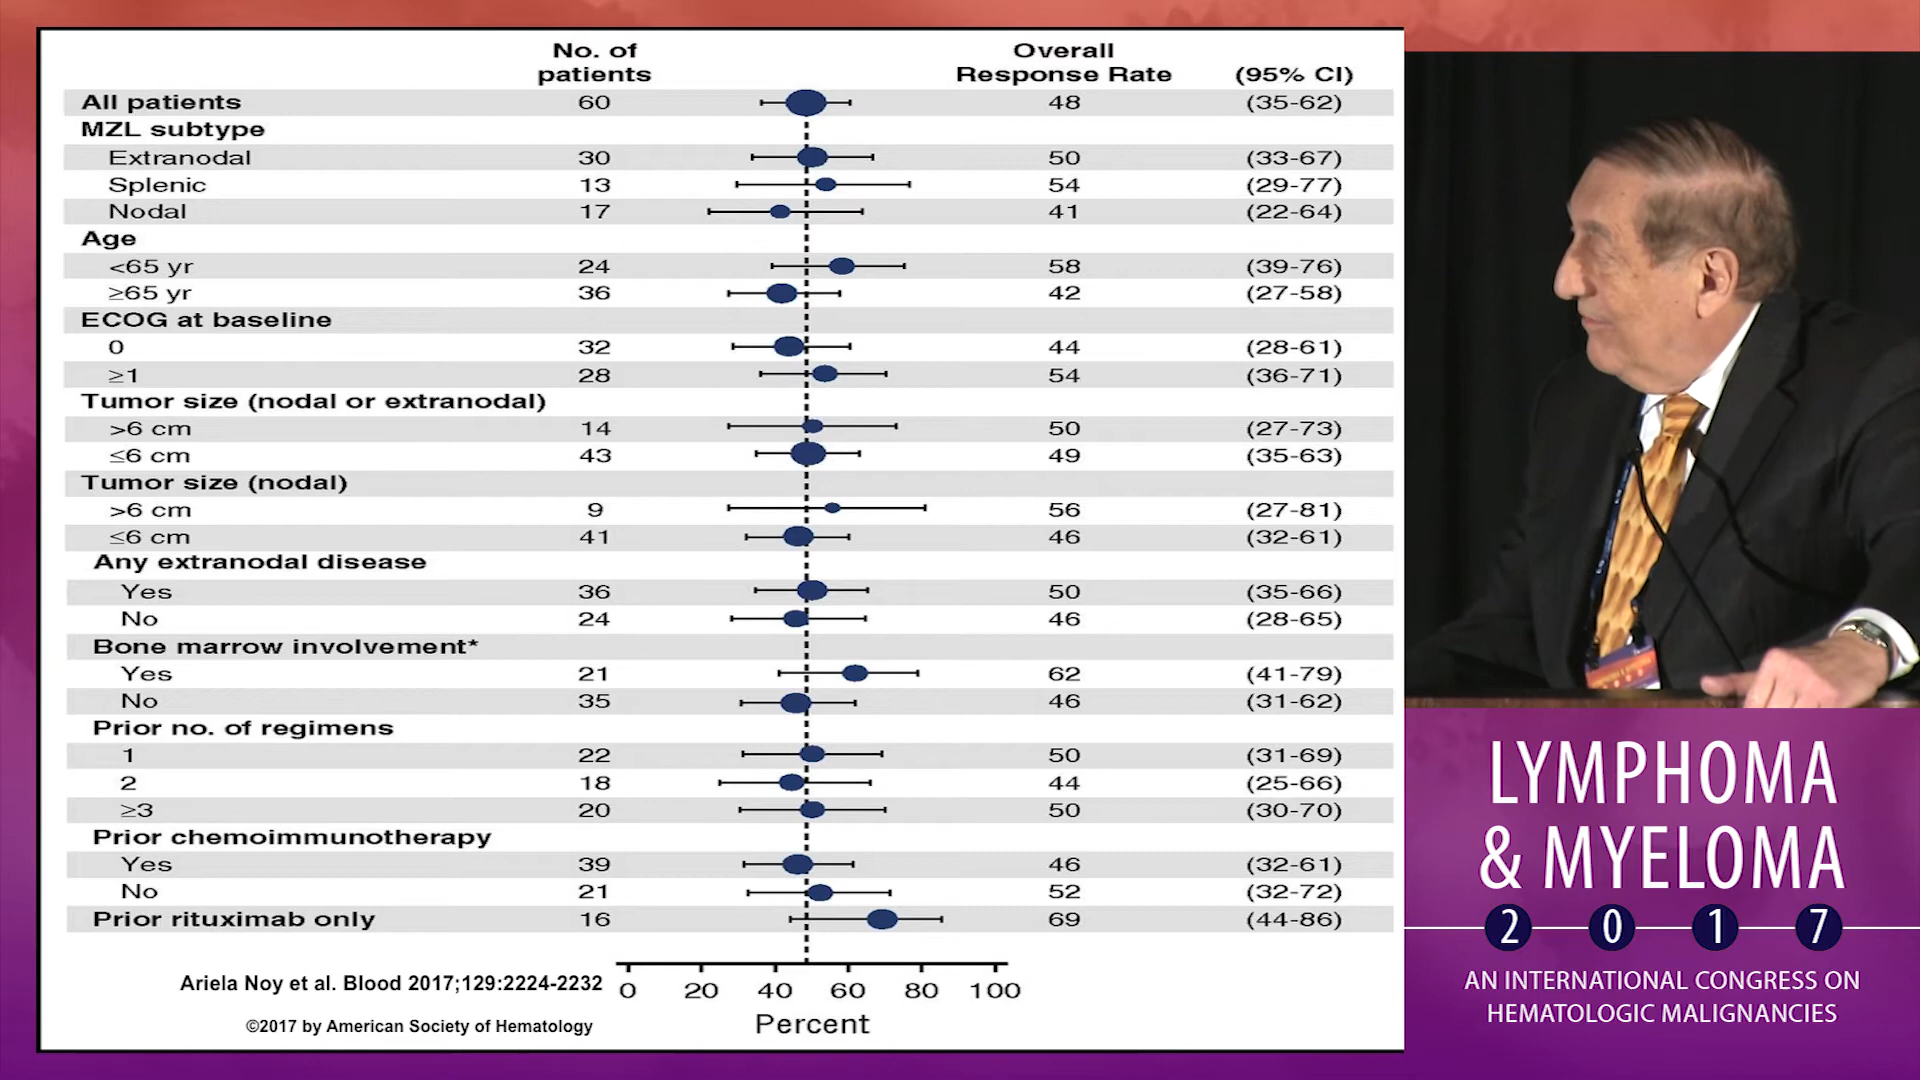 No. of patients Overall Response Rate (95% CI)
All patients 60 48 (35-62)
MZL subtype
Extranodal 30 50 (33-67)
Splenic 13 54 (29-77)
Nodal 17 41 (22-64)
Age
<65 yr 24 58 (39-76)
≥65 yr 36 42 (27-58)
ECOG at baseline
0 32 44 (28-61)
≥1 28 54 (36-71)
Tumor size (nodal or extranodal)
>6 cm 14 50 (27-73)
≤6 cm 43 49 (35-63)
Tumor size (nodal)
>6 cm 9 56 (27-81)
≤6 cm 41 46 (32-61)
Any extranodal disease
Yes 36 50 (35-66)
No 24 46 (28-65)
Bone marrow involvement*
Yes 21 62 (41-79)
No 35 46 (31-62)
Prior no. of regimens
1 22 50 (31-69)
2 18 44 (25-66)
≥3 20 50 (30-70)
Prior chemoimmunotherapy
Yes 39 46 (32-61)
No 21 52 (32-72)
Prior rituximab only 16 69 (44-86)
0 20 40 60 80 100
Percent
Ariela Noy et al. Blood 2017;129:2224-2232
©2017 by American Society of Hematology
LYMPHOMA
& MYELOMA
2 0 1 7
AN INTERNATIONAL CONGRESS ON
HEMATOLOGIC MALIGNANCIES